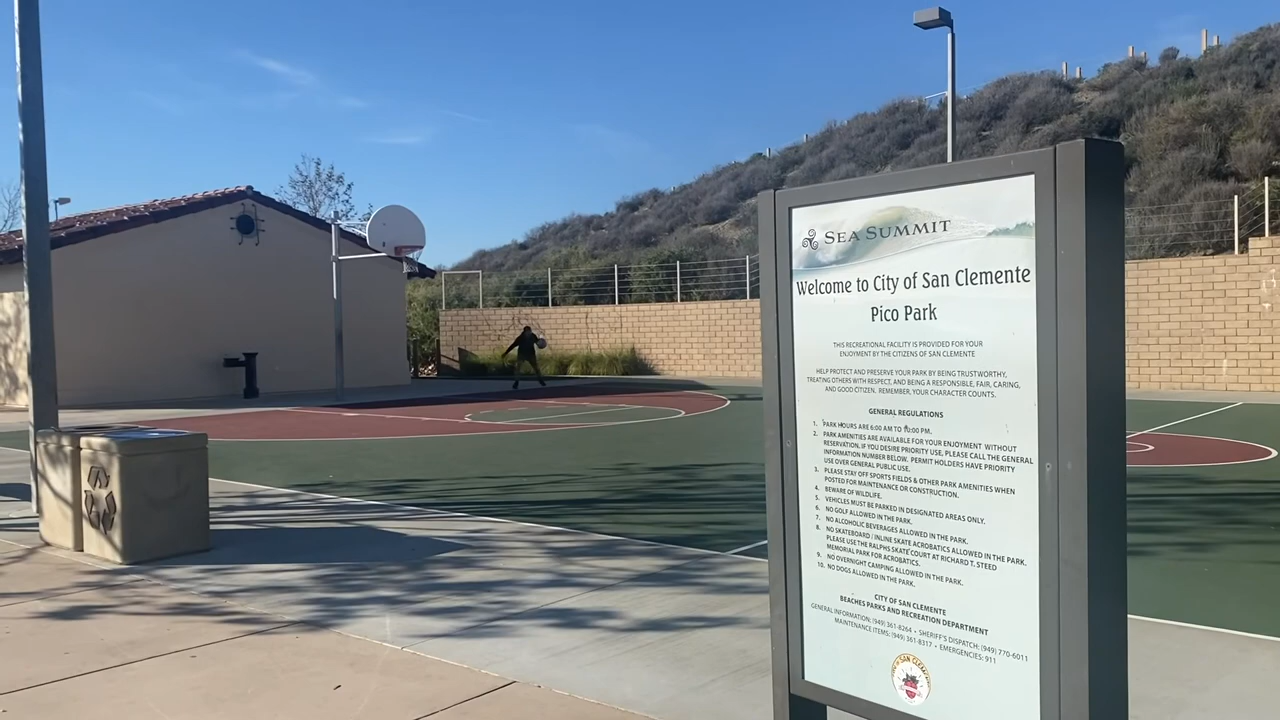 SEA SUMMIT
Welcome to City of San Clemente
Pico Park
THIS RECREATIONAL FACILITY IS PROVIDED FOR YOUR
ENJOYMENT BY THE CITIZENS OF SAN CLEMENTE
HELP PROTECT AND PRESERVE YOUR PARK BY BEING TRUSTWORTHY,
TREATING OTHERS WITH RESPECT, AND BEING A RESPONSIBLE, FAIR, CARING,
AND GOOD CITIZEN. REMEMBER, YOUR CHARACTER COUNTS.
GENERAL REGULATIONS
1. PARK HOURS ARE 6:00 AM TO 10:00 PM.
2. PARK AMENITIES ARE AVAILABLE FOR YOUR ENJOYMENT WITHOUT
RESERVATION. IF YOU DESIRE PRIORITY USE, PLEASE CALL THE GENERAL
INFORMATION NUMBER BELOW. PERMIT HOLDERS HAVE PRIORITY
USE OVER GENERAL PUBLIC USE.
3. PLEASE STAY OFF SPORTS FIELDS & OTHER PARK AMENITIES WHEN
POSTED FOR MAINTENANCE OR CONSTRUCTION.
4. BEWARE OF WILDLIFE.
5. VEHICLES MUST BE PARKED IN DESIGNATED AREAS ONLY.
6. NO GOLF ALLOWED IN THE PARK.
7. NO ALCOHOLIC BEVERAGES ALLOWED IN THE PARK.
8. NO SKATEBOARD / INLINE SKATE ACROBATICS ALLOWED IN THE PARK.
PLEASE USE THE RALPHS SKATE COURT AT RICHARD T. STEED
MEMORIAL PARK FOR ACROBATICS.
9. NO OVERNIGHT CAMPING ALLOWED IN THE PARK.
10. NO DOGS ALLOWED IN THE PARK.
CITY OF SAN CLEMENTE
BEACHES PARKS AND RECREATION DEPARTMENT
GENERAL INFORMATION: (949) 361-8264 • SHERIFF'S DISPATCH: (949) 770-6011
MAINTENANCE ITEMS: (949) 361-8317 • EMERGENCIES: 911